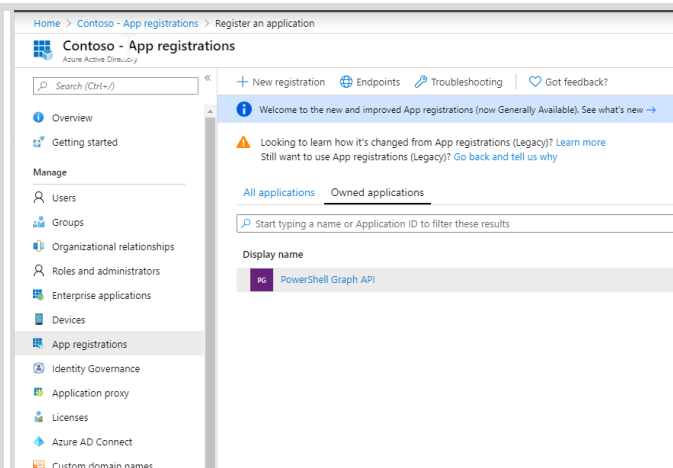 Home > Contoso - App registrations > Register an application
Contoso - App registrations
Azure Active Directory
Search (Ctrl+/)
«
New registration
Endpoints
Troubleshooting
Got feedback?
Welcome to the new and improved App registrations (now Generally Available). See what's new →
Overview
Getting started
Looking to learn how it's changed from App registrations (Legacy)? Learn more
Still want to use App registrations (Legacy)? Go back and tell us why
Manage
Users
Groups
Organizational relationships
Roles and administrators
Enterprise applications
Devices
App registrations
Identity Governance
Application proxy
Licenses
Azure AD Connect
Custom domain names
All applications
Owned applications
Start typing a name or Application ID to filter these results
Display name
PG
PowerShell Graph API